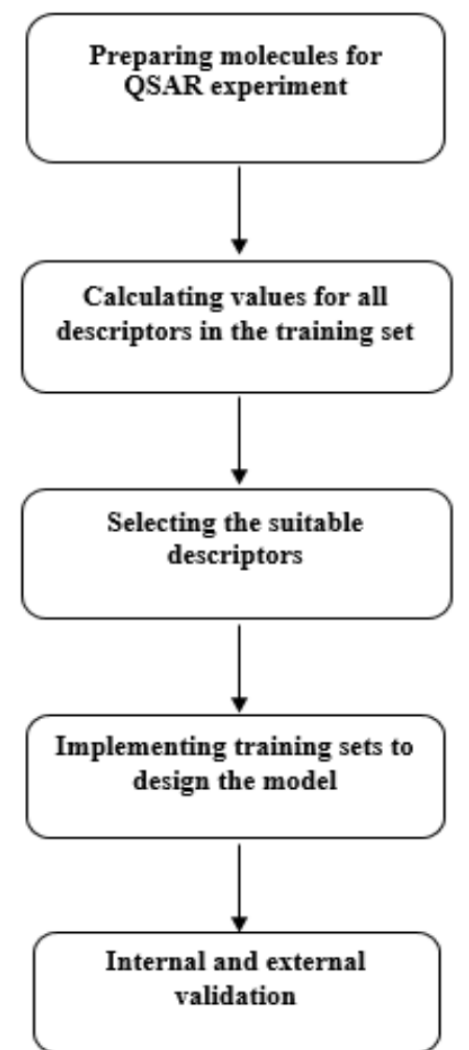 Preparing molecules for
QSAR experiment
Calculating values for all
descriptors in the training set
Selecting the suitable
descriptors
Implementing training sets to
design the model
Internal and external
validation